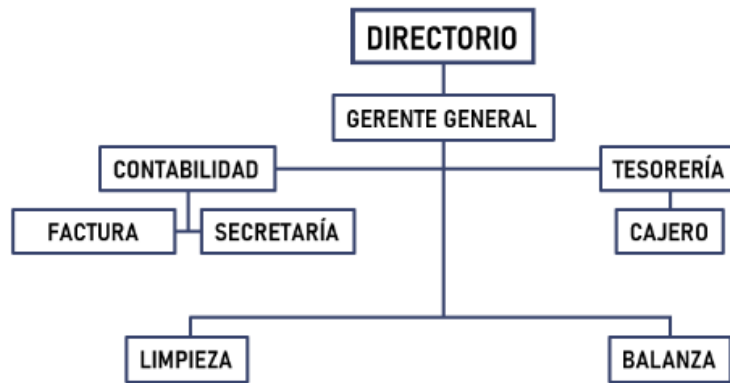 DIRECTORIO
GERENTE GENERAL
CONTABILIDAD
TESORERÍA
FACTURA
SECRETARÍA
CAJERO
LIMPIEZA
BALANZA